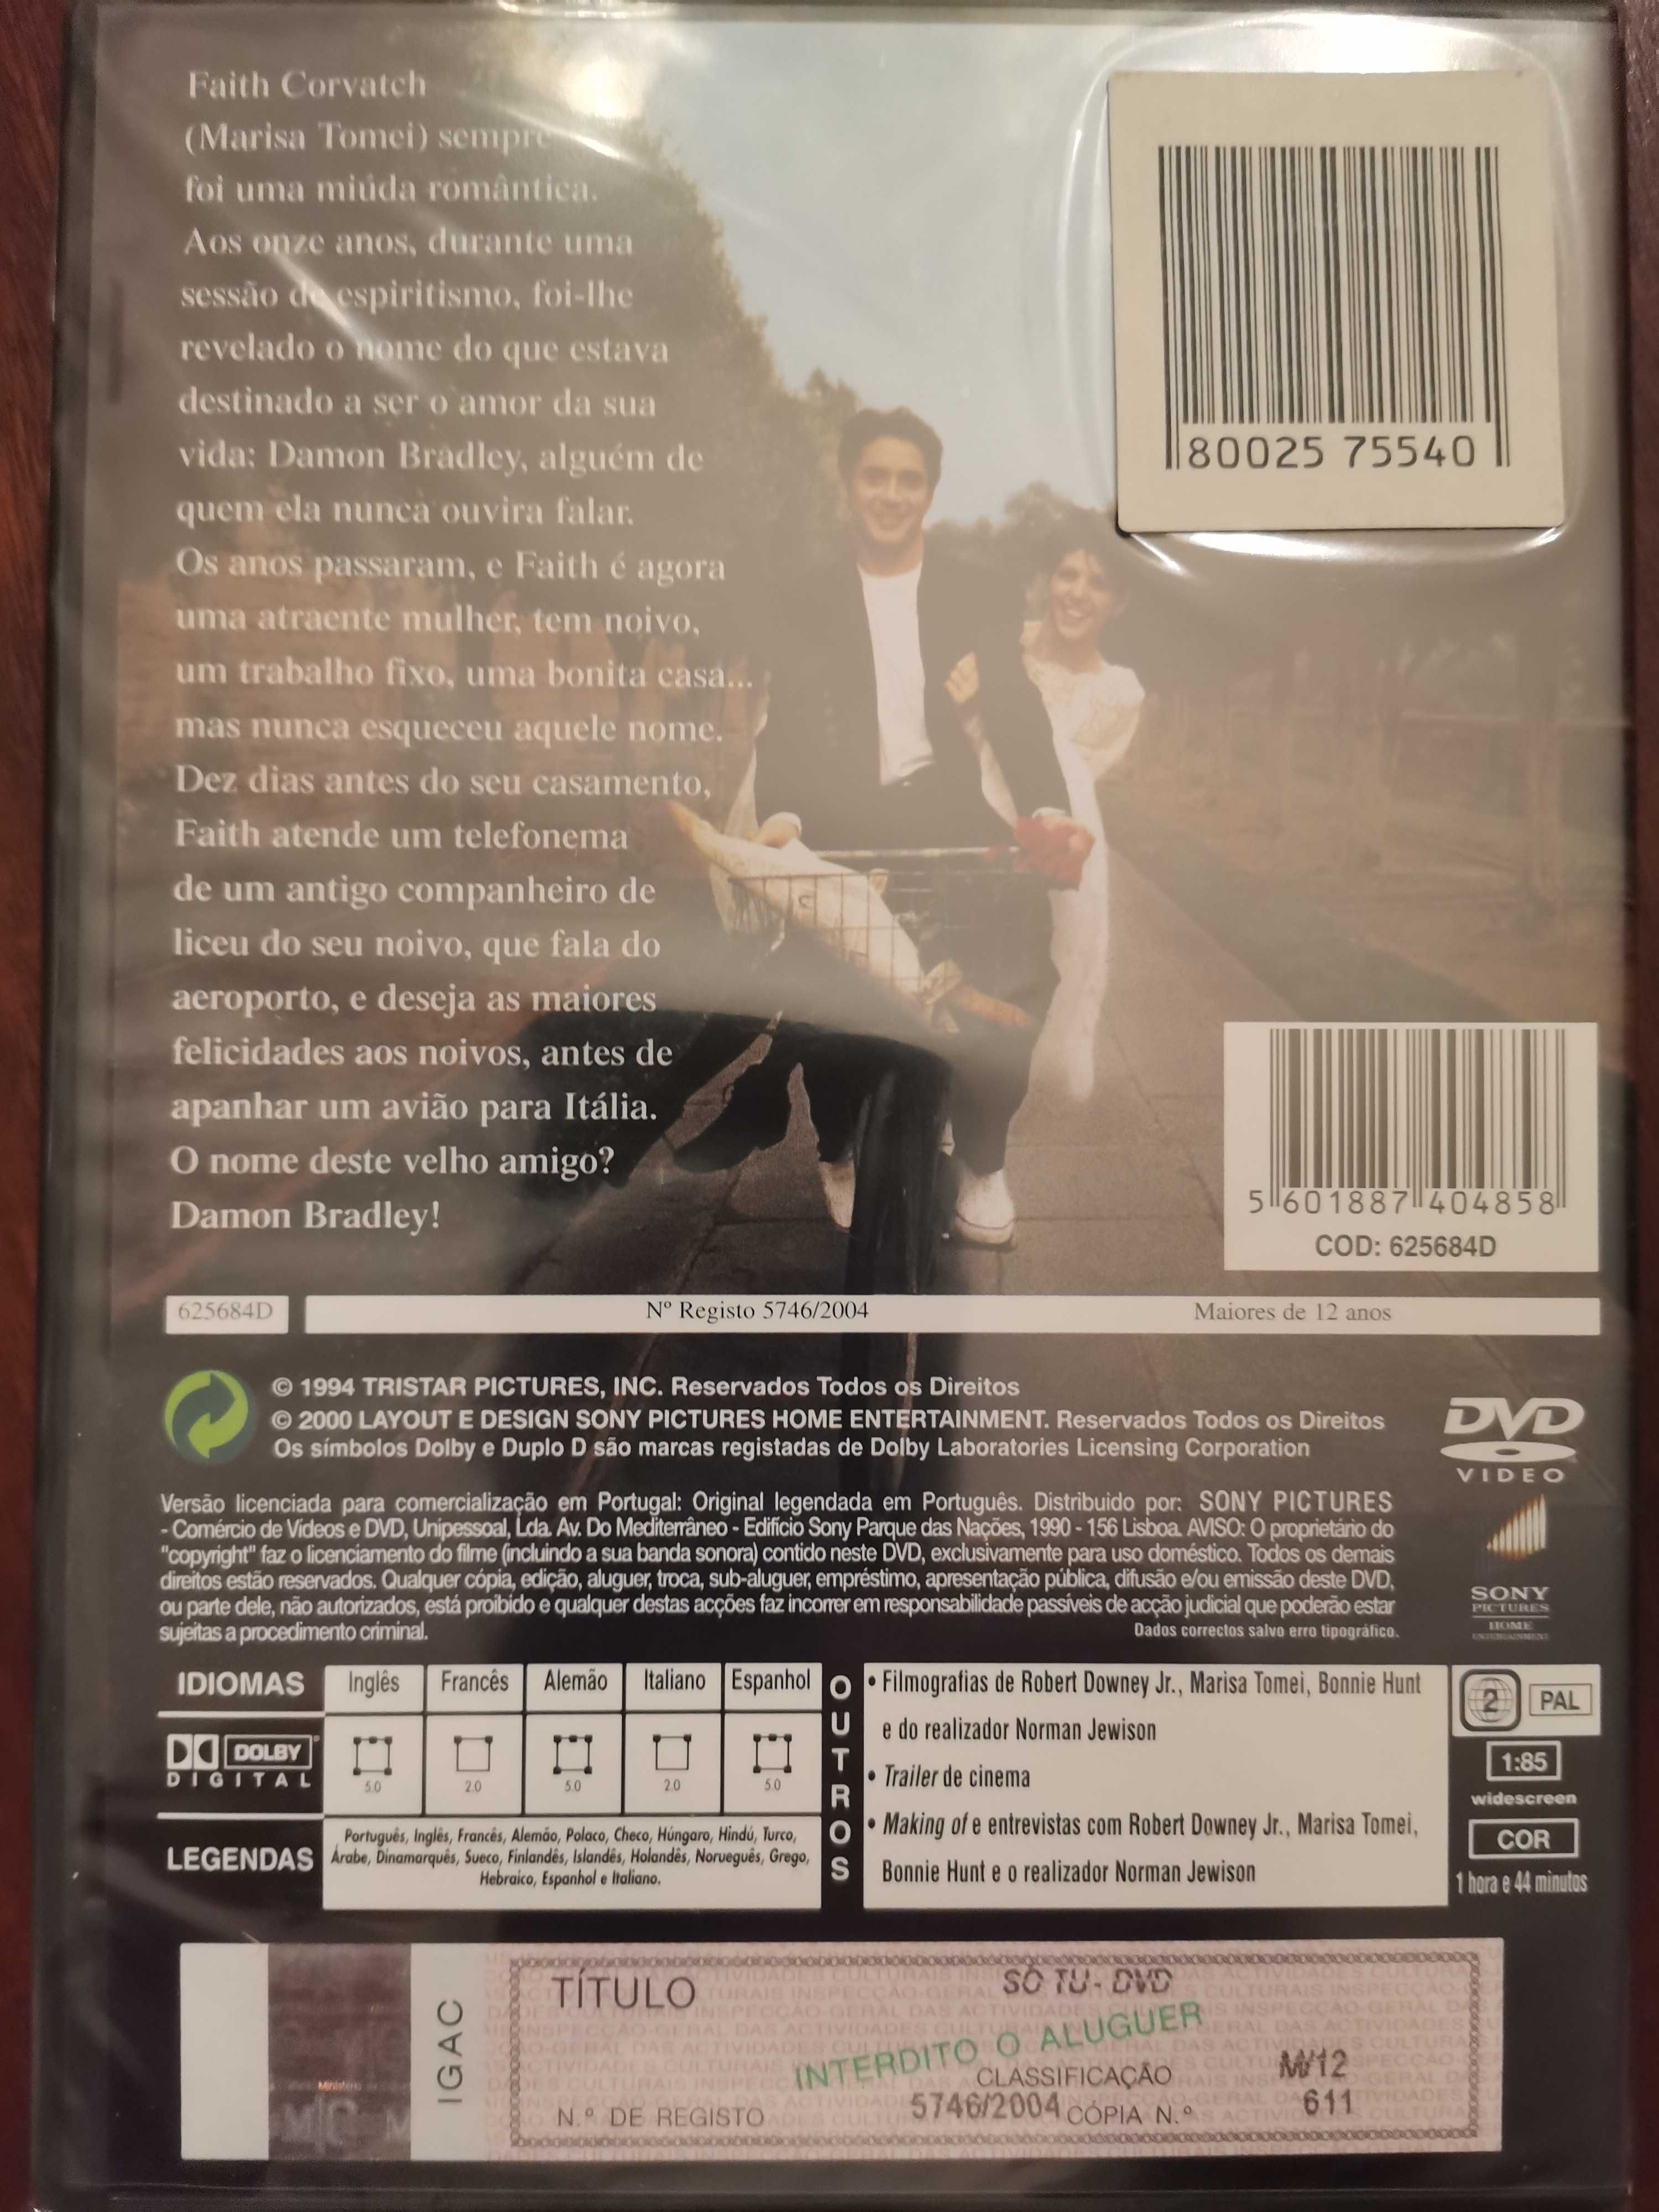 Faith Corvatch
(Marisa Tomei) sempre
foi uma miúda romântica.
Aos onze anos, durante uma
sessão de espiritismo, foi-lhe
revelado o nome do que estava
destinado a ser o amor da sua
vida: Damon Bradley, alguém de
quem ela nunca ouvira falar.
Os anos passaram, e Faith é agora
uma atraente mulher, tem noivo,
um trabalho fixo, uma bonita casa...
mas nunca esqueceu aquele nome.
Dez dias antes do seu casamento,
Faith atende um telefonema
de um antigo companheiro de
liceu do seu noivo, que fala do
aeroporto, e deseja as maiores
felicidades aos noivos, antes de
apanhar um avião para Itália.
O nome deste velho amigo?
Damon Bradley!
80025 75540
5 601887 404858
COD: 625684D
625684D
Nº Registo 5746/2004
Maiores de 12 anos
© 1994 TRISTAR PICTURES, INC. Reservados Todos os Direitos
© 2000 LAYOUT E DESIGN SONY PICTURES HOME ENTERTAINMENT. Reservados Todos os Direitos
Os símbolos Dolby e Duplo D são marcas registadas de Dolby Laboratories Licensing Corporation
DVD
VIDEO
Versão licenciada para comercialização em Portugal: Original legendada em Português. Distribuido por: SONY PICTURES
- Comércio de Vídeos e DVD, Unipessoal, Lda. Av. Do Mediterrâneo - Edifício Sony Parque das Nações, 1990 - 156 Lisboa. AVISO: O proprietário do
"copyright" faz o licenciamento do filme (incluindo a sua banda sonora) contido neste DVD, exclusivamente para uso doméstico. Todos os demais
direitos estão reservados. Qualquer cópia, edição, aluguer, troca, sub-aluguer, empréstimo, apresentação pública, difusão e/ou emissão deste DVD,
ou parte dele, não autorizados, está proibido e qualquer destas acções faz incorrer em responsabilidade passíveis de acção judicial que poderão estar
sujeitas a procedimento criminal.
Dados correctos salvo erro tipográfico.
SONY
PICTURES
HOME
ENTERTAINMENT
IDIOMAS
Inglês Francês Alemão Italiano Espanhol
DOLBY
DIGITAL
5.0 2.0 5.0 2.0 5.0
LEGENDAS
Português, Inglês, Francês, Alemão, Polaco, Checo, Húngaro, Hindú, Turco,
Árabe, Dinamarquês, Sueco, Finlandês, Islandês, Holandês, Norueguês, Grego,
Hebraico, Espanhol e Italiano.
OUTROS
• Filmografias de Robert Downey Jr., Marisa Tomei, Bonnie Hunt
e do realizador Norman Jewison
• Trailer de cinema
• Making of e entrevistas com Robert Downey Jr., Marisa Tomei,
Bonnie Hunt e o realizador Norman Jewison
2
PAL
1:85
widescreen
COR
1 hora e 44 minutos
IGAC
TÍTULO
SÓ TU- DVD
INTERDITO O ALUGUER
CLASSIFICAÇÃO
M/12
N.º DE REGISTO
5746/2004
CÓPIA N.º
611